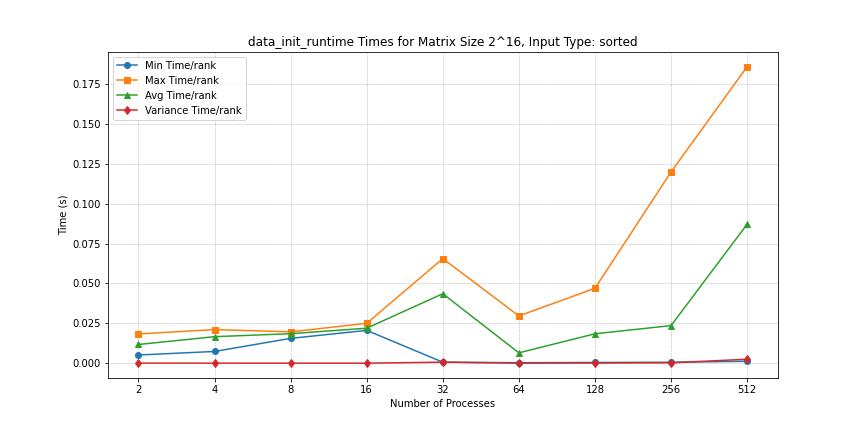 data_init_runtime Times for Matrix Size 2^16, Input Type: sorted
Min Time/rank
Max Time/rank
Avg Time/rank
Variance Time/rank
0.175
0.150
0.125
0.100
0.075
0.050
0.025
0.000
Time (s)
2 4 8 16 32 64 128 256 512
Number of Processes